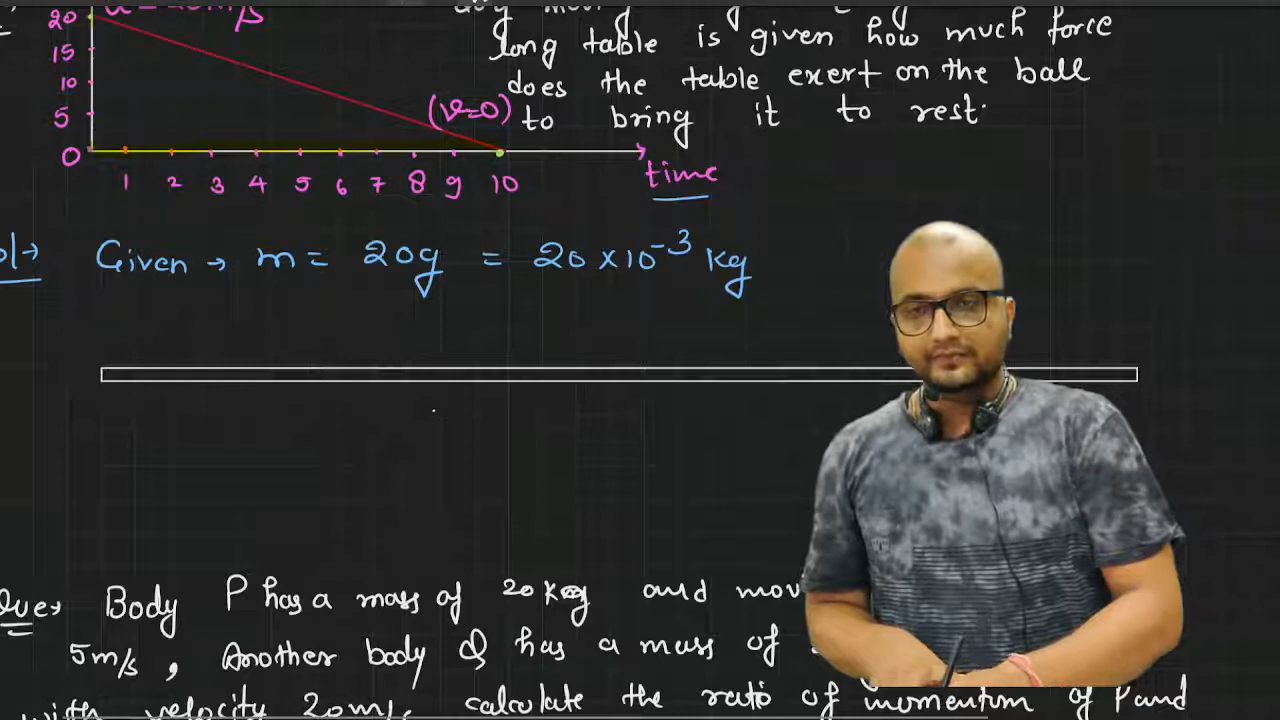 20
15
10
5
0
(v=0)
1 2 3 4 5 6 7 8 9 10
time
long table is given how much force
does the table exert on the ball
to bring it to rest.
Given → m = 20g = 20 × 10⁻³ kg
Body P has a mass of 20 kg and mov
5m/s, Another body Q has a mass of
with velocity 20m/s calculate the ratio of momentum of P and